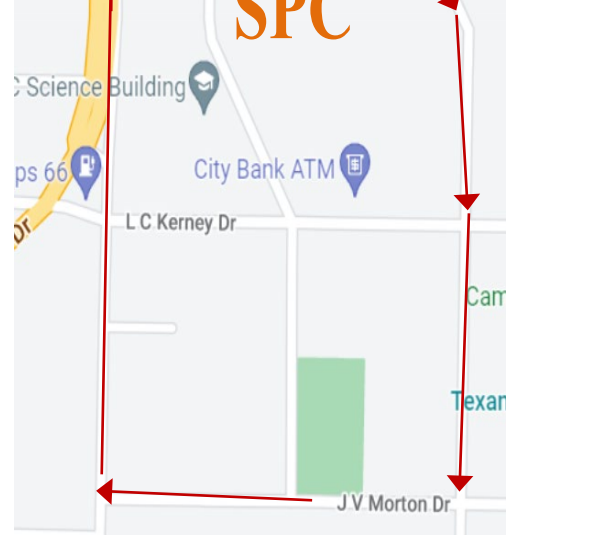 SPC
C Science Building
City Bank ATM
ps 66
L C Kerney Dr
Dr
Cam
Texan
J V Morton Dr